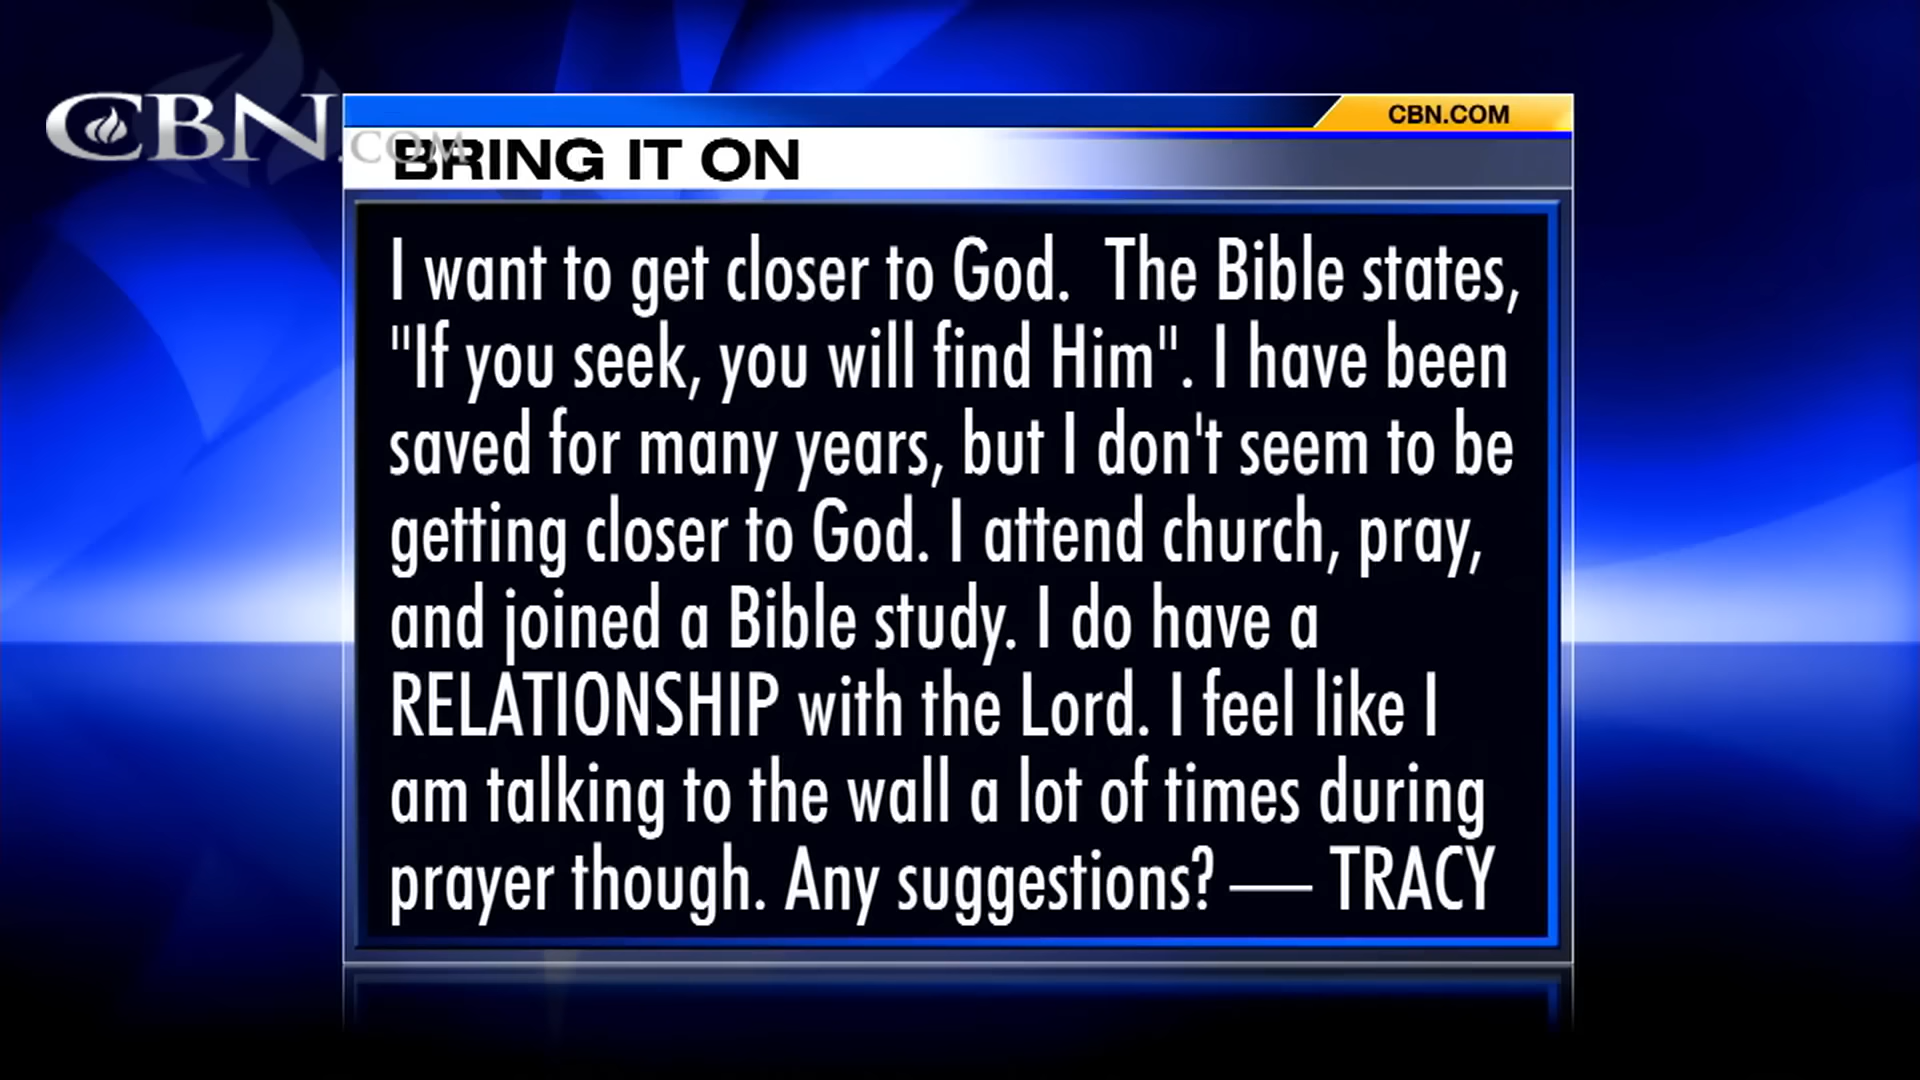 CBN.COM
CBN.COM
BRING IT ON
I want to get closer to God.  The Bible states,
"If you seek, you will find Him". I have been
saved for many years, but I don't seem to be
getting closer to God. I attend church, pray,
and joined a Bible study. I do have a
RELATIONSHIP with the Lord. I feel like I
am talking to the wall a lot of times during
prayer though. Any suggestions? — TRACY